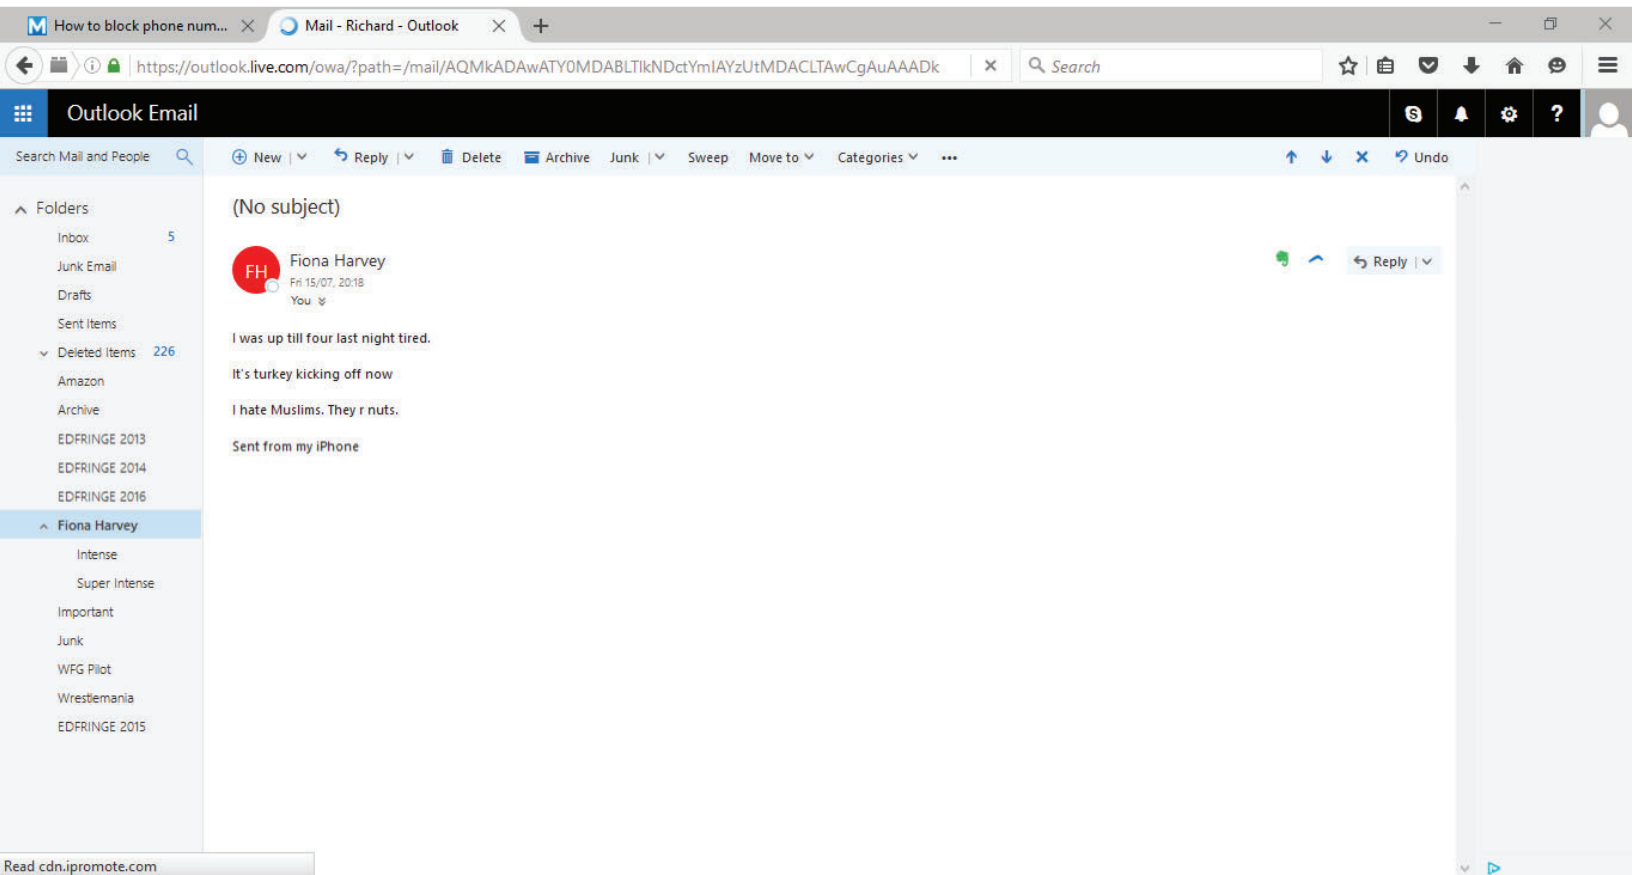 How to block phone num...
Mail - Richard - Outlook
https://outlook.live.com/owa/?path=/mail/AQMkADAwATY0MDABLTlkNDctYmIAYzUtMDACLTAwCgAuAAADk
Search
Outlook Email
Search Mail and People
New
Reply
Delete
Archive
Junk
Sweep
Move to
Categories
Undo
Folders
Inbox 5
Junk Email
Drafts
Sent Items
Deleted Items 226
Amazon
Archive
EDFRINGE 2013
EDFRINGE 2014
EDFRINGE 2016
Fiona Harvey
Intense
Super Intense
Important
Junk
WFG Pilot
Wrestlemania
EDFRINGE 2015
(No subject)
FH
Fiona Harvey
Fri 15/07, 20:18
You
Reply
I was up till four last night tired.
It's turkey kicking off now
I hate Muslims. They r nuts.
Sent from my iPhone
Read cdn.ipromote.com